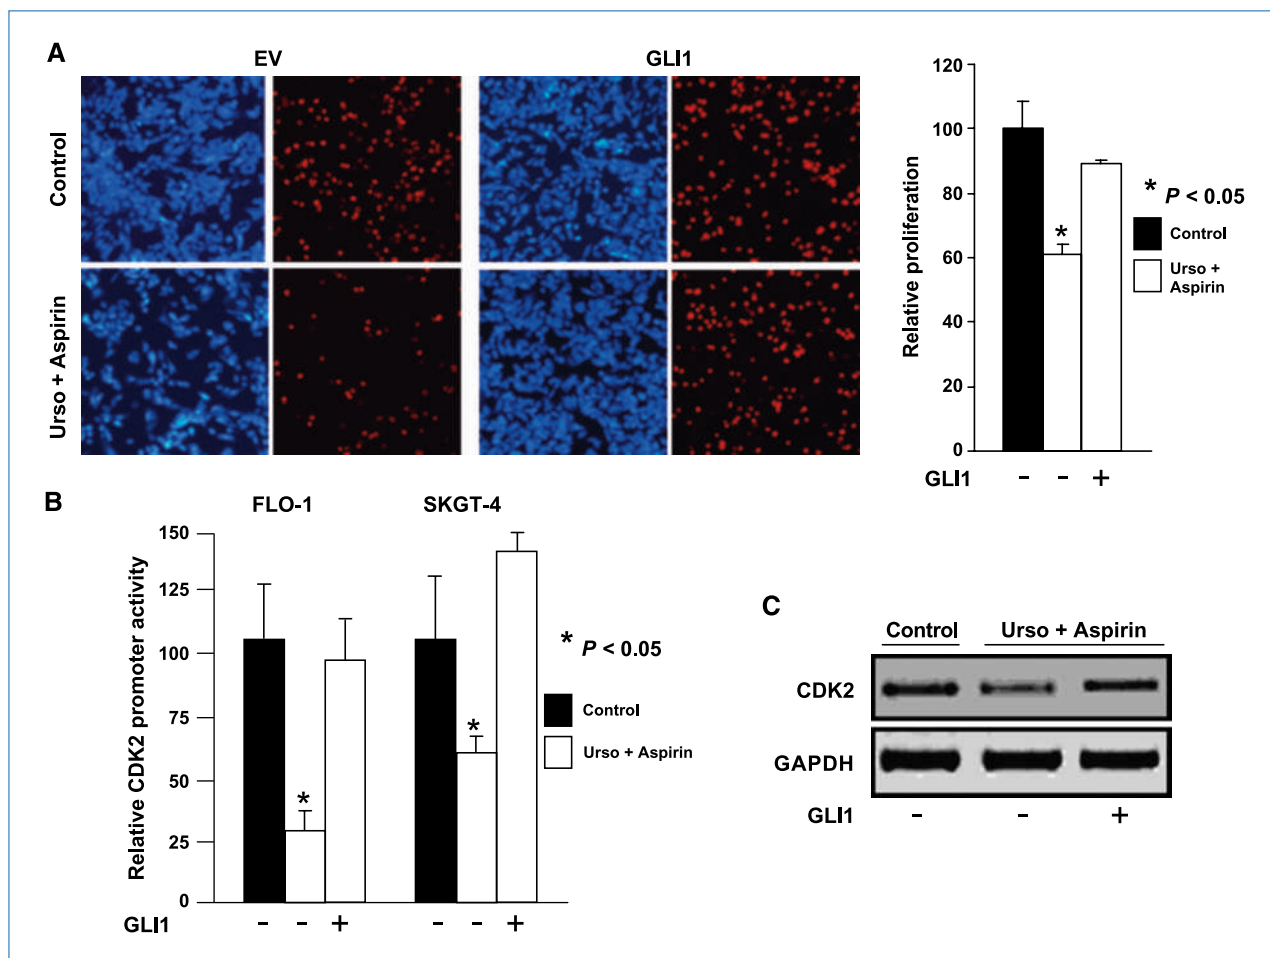 A
EV
GLI1
Control
Urso + Aspirin
Relative proliferation
120
100
80
60
40
20
0
*
* P < 0.05
Control
Urso +
Aspirin
GLI1 - - +
B
FLO-1 SKGT-4
Relative CDK2 promoter activity
150
125
100
75
50
25
0
*
*
* P < 0.05
Control
Urso + Aspirin
GLI1 - - + - - +
C
Control Urso + Aspirin
CDK2
GAPDH
GLI1 - - +